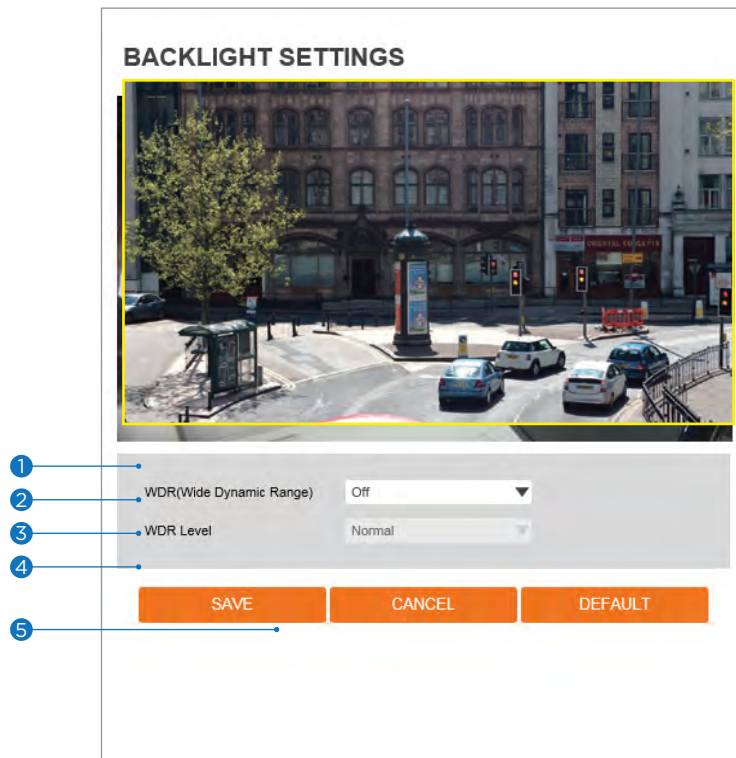 BACKLIGHT SETTINGS
ORIENTAL CONCEPTS
1
2
WDR(Wide Dynamic Range) Off
3
WDR Level Normal
4
SAVE CANCEL DEFAULT
5